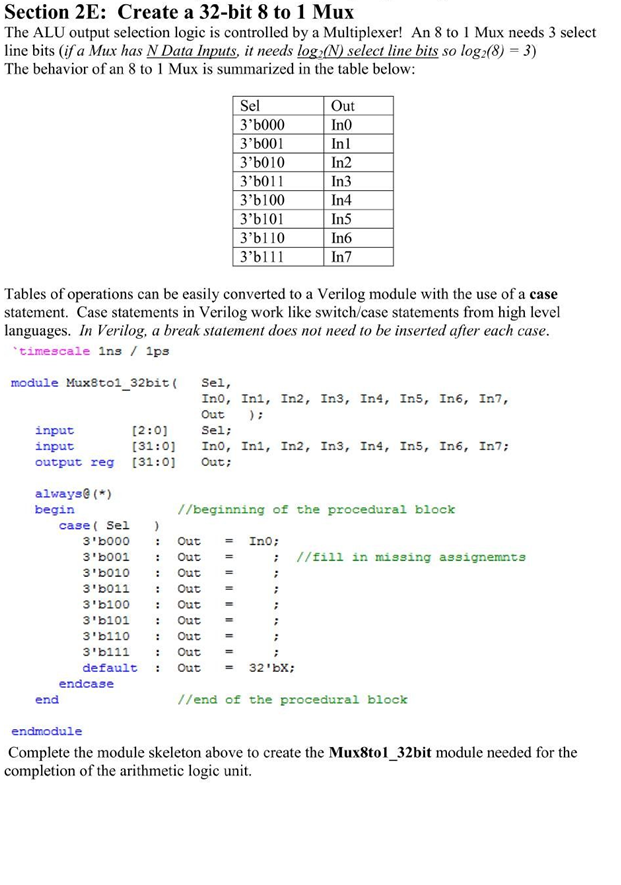 Section 2E:  Create a 32-bit 8 to 1 Mux
The ALU output selection logic is controlled by a Multiplexer!  An 8 to 1 Mux needs 3 select
line bits (if a Mux has N Data Inputs, it needs log₂(N) select line bits so log₂(8) = 3)
The behavior of an 8 to 1 Mux is summarized in the table below:
Sel Out
3'b000 In0
3'b001 In1
3'b010 In2
3'b011 In3
3'b100 In4
3'b101 In5
3'b110 In6
3'b111 In7
Tables of operations can be easily converted to a Verilog module with the use of a case
statement.  Case statements in Verilog work like switch/case statements from high level
languages.  In Verilog, a break statement does not need to be inserted after each case.
`timescale 1ns / 1ps
module Mux8to1_32bit(   Sel,
In0, In1, In2, In3, In4, In5, In6, In7,
Out   );
input       [2:0]   Sel;
input       [31:0]  In0, In1, In2, In3, In4, In5, In6, In7;
output reg  [31:0]  Out;
always@(*)
begin           //beginning of the procedural block
case( Sel   )
3'b000   :  Out   =  In0;
3'b001   :  Out   =     ;  //fill in missing assignemnts
3'b010   :  Out   =     ;
3'b011   :  Out   =     ;
3'b100   :  Out   =     ;
3'b101   :  Out   =     ;
3'b110   :  Out   =     ;
3'b111   :  Out   =     ;
default  :  Out   =  32'bX;
endcase
end             //end of the procedural block
endmodule
Complete the module skeleton above to create the Mux8to1_32bit module needed for the
completion of the arithmetic logic unit.